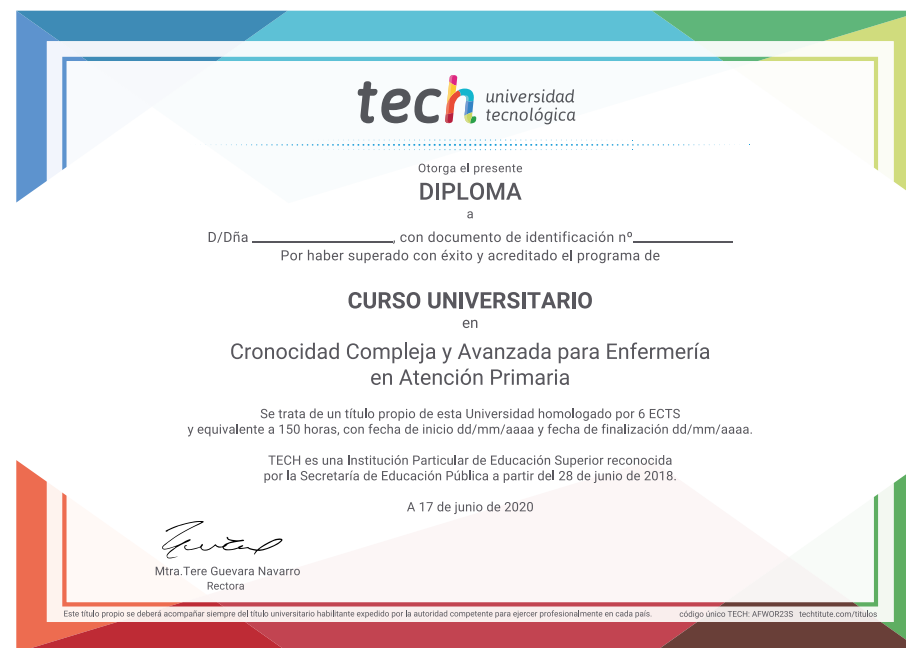 tech universidad
tecnológica
Otorga el presente
DIPLOMA
a
D/Dña ________________, con documento de identificación nº____________
Por haber superado con éxito y acreditado el programa de
CURSO UNIVERSITARIO
en
Cronocidad Compleja y Avanzada para Enfermería
en Atención Primaria
Se trata de un título propio de esta Universidad homologado por 6 ECTS
y equivalente a 150 horas, con fecha de inicio dd/mm/aaaa y fecha de finalización dd/mm/aaaa.
TECH es una Institución Particular de Educación Superior reconocida
por la Secretaría de Educación Pública a partir del 28 de junio de 2018.
A 17 de junio de 2020
Mtra.Tere Guevara Navarro
Rectora
Este título propio se deberá acompañar siempre del título universitario habilitante expedido por la autoridad competente para ejercer profesionalmente en cada país. código único TECH: AFWOR23S techtitute.com/titulos